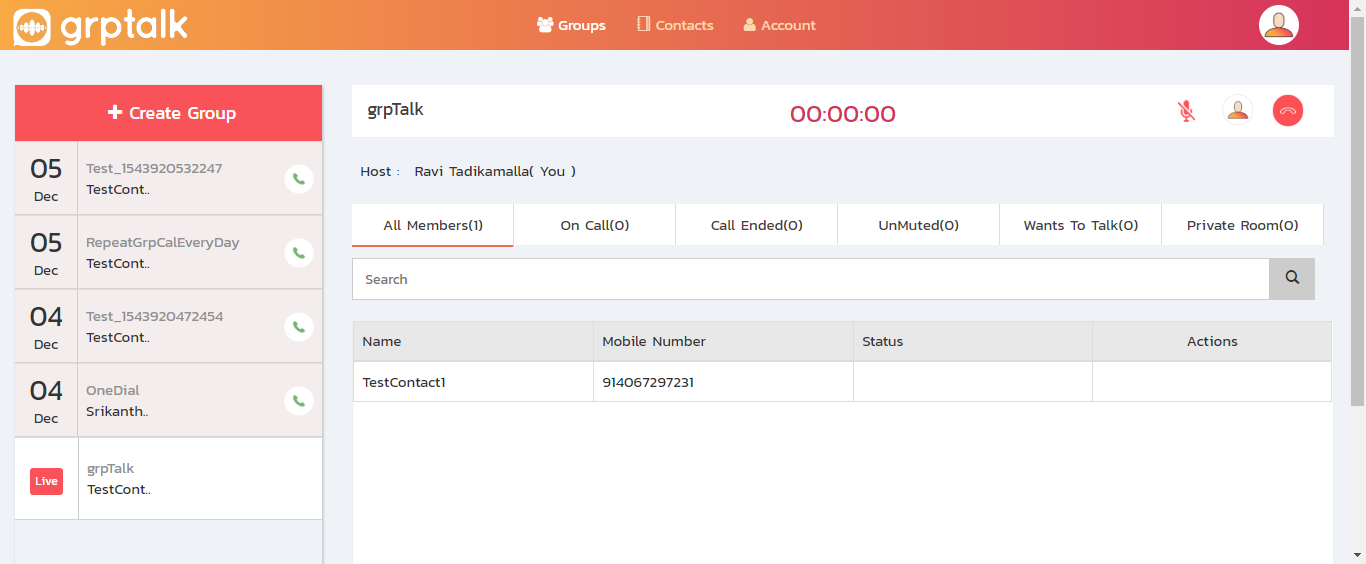 grptalk
Groups
Contacts
Account
Create Group
05
Dec
Test_1543920532247
TestCont..
05
Dec
RepeatGrpCalEveryDay
TestCont..
04
Dec
Test_1543920472454
TestCont..
04
Dec
OneDial
Srikanth..
Live
grpTalk
TestCont..
grpTalk
00:00:00
Host : Ravi Tadikamalla( You )
All Members(1)
On Call(0)
Call Ended(0)
UnMuted(0)
Wants To Talk(0)
Private Room(0)
Search
Name
Mobile Number
Status
Actions
TestContact1
914067297231